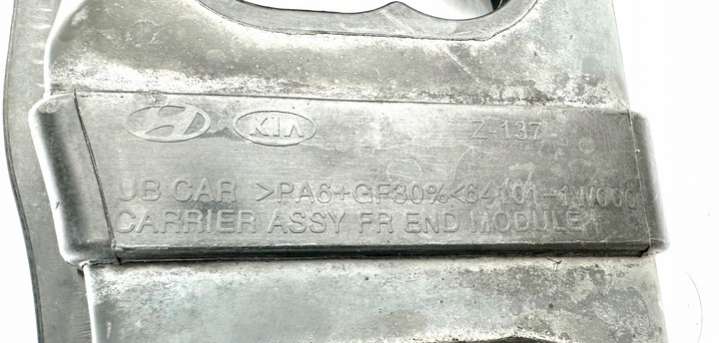 KIA Z-137
UB CAR >PA6+GF30%<64101-1W000
CARRIER ASSY FR END MODULE